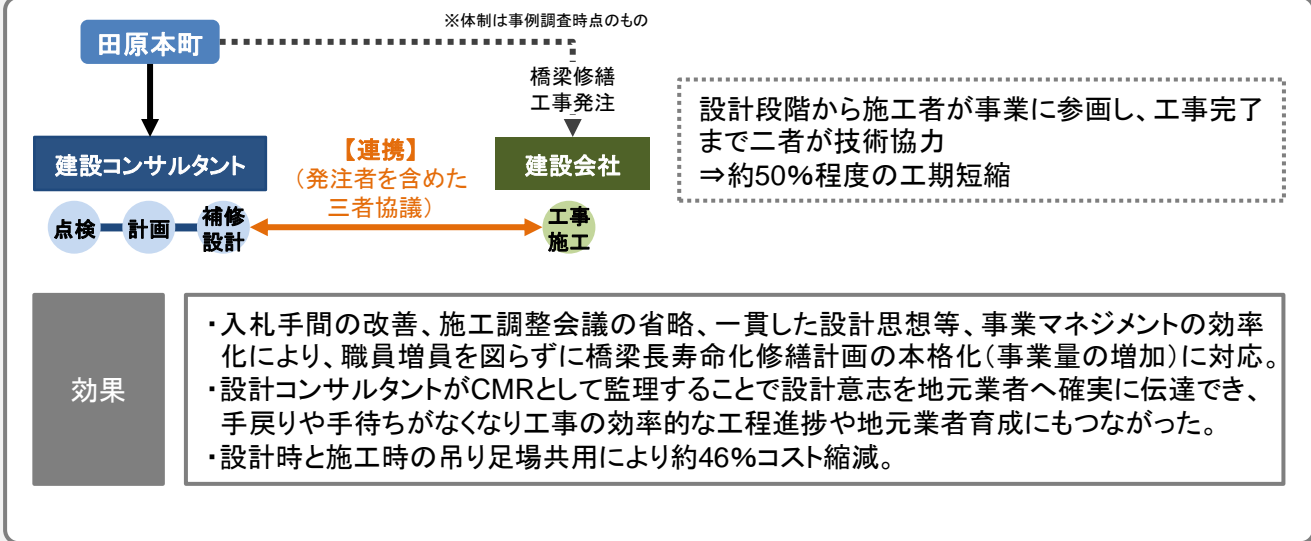 ※体制は事例調査時点のもの
田原本町
橋梁修繕
工事発注
建設コンサルタント
【連携】
（発注者を含めた
三者協議）
建設会社
点検
計画
補修
設計
工事
施工
設計段階から施工者が事業に参画し、工事完了
まで二者が技術協力
⇒約50%程度の工期短縮
効果
・入札手間の改善、施工調整会議の省略、一貫した設計思想等、事業マネジメントの効率
化により、職員増員を図らずに橋梁長寿命化修繕計画の本格化（事業量の増加）に対応。
・設計コンサルタントがCMRとして監理することで設計意志を地元業者へ確実に伝達でき、
手戻りや手待ちがなくなり工事の効率的な工程進捗や地元業者育成にもつながった。
・設計時と施工時の吊り足場共用により約46%コスト縮減。